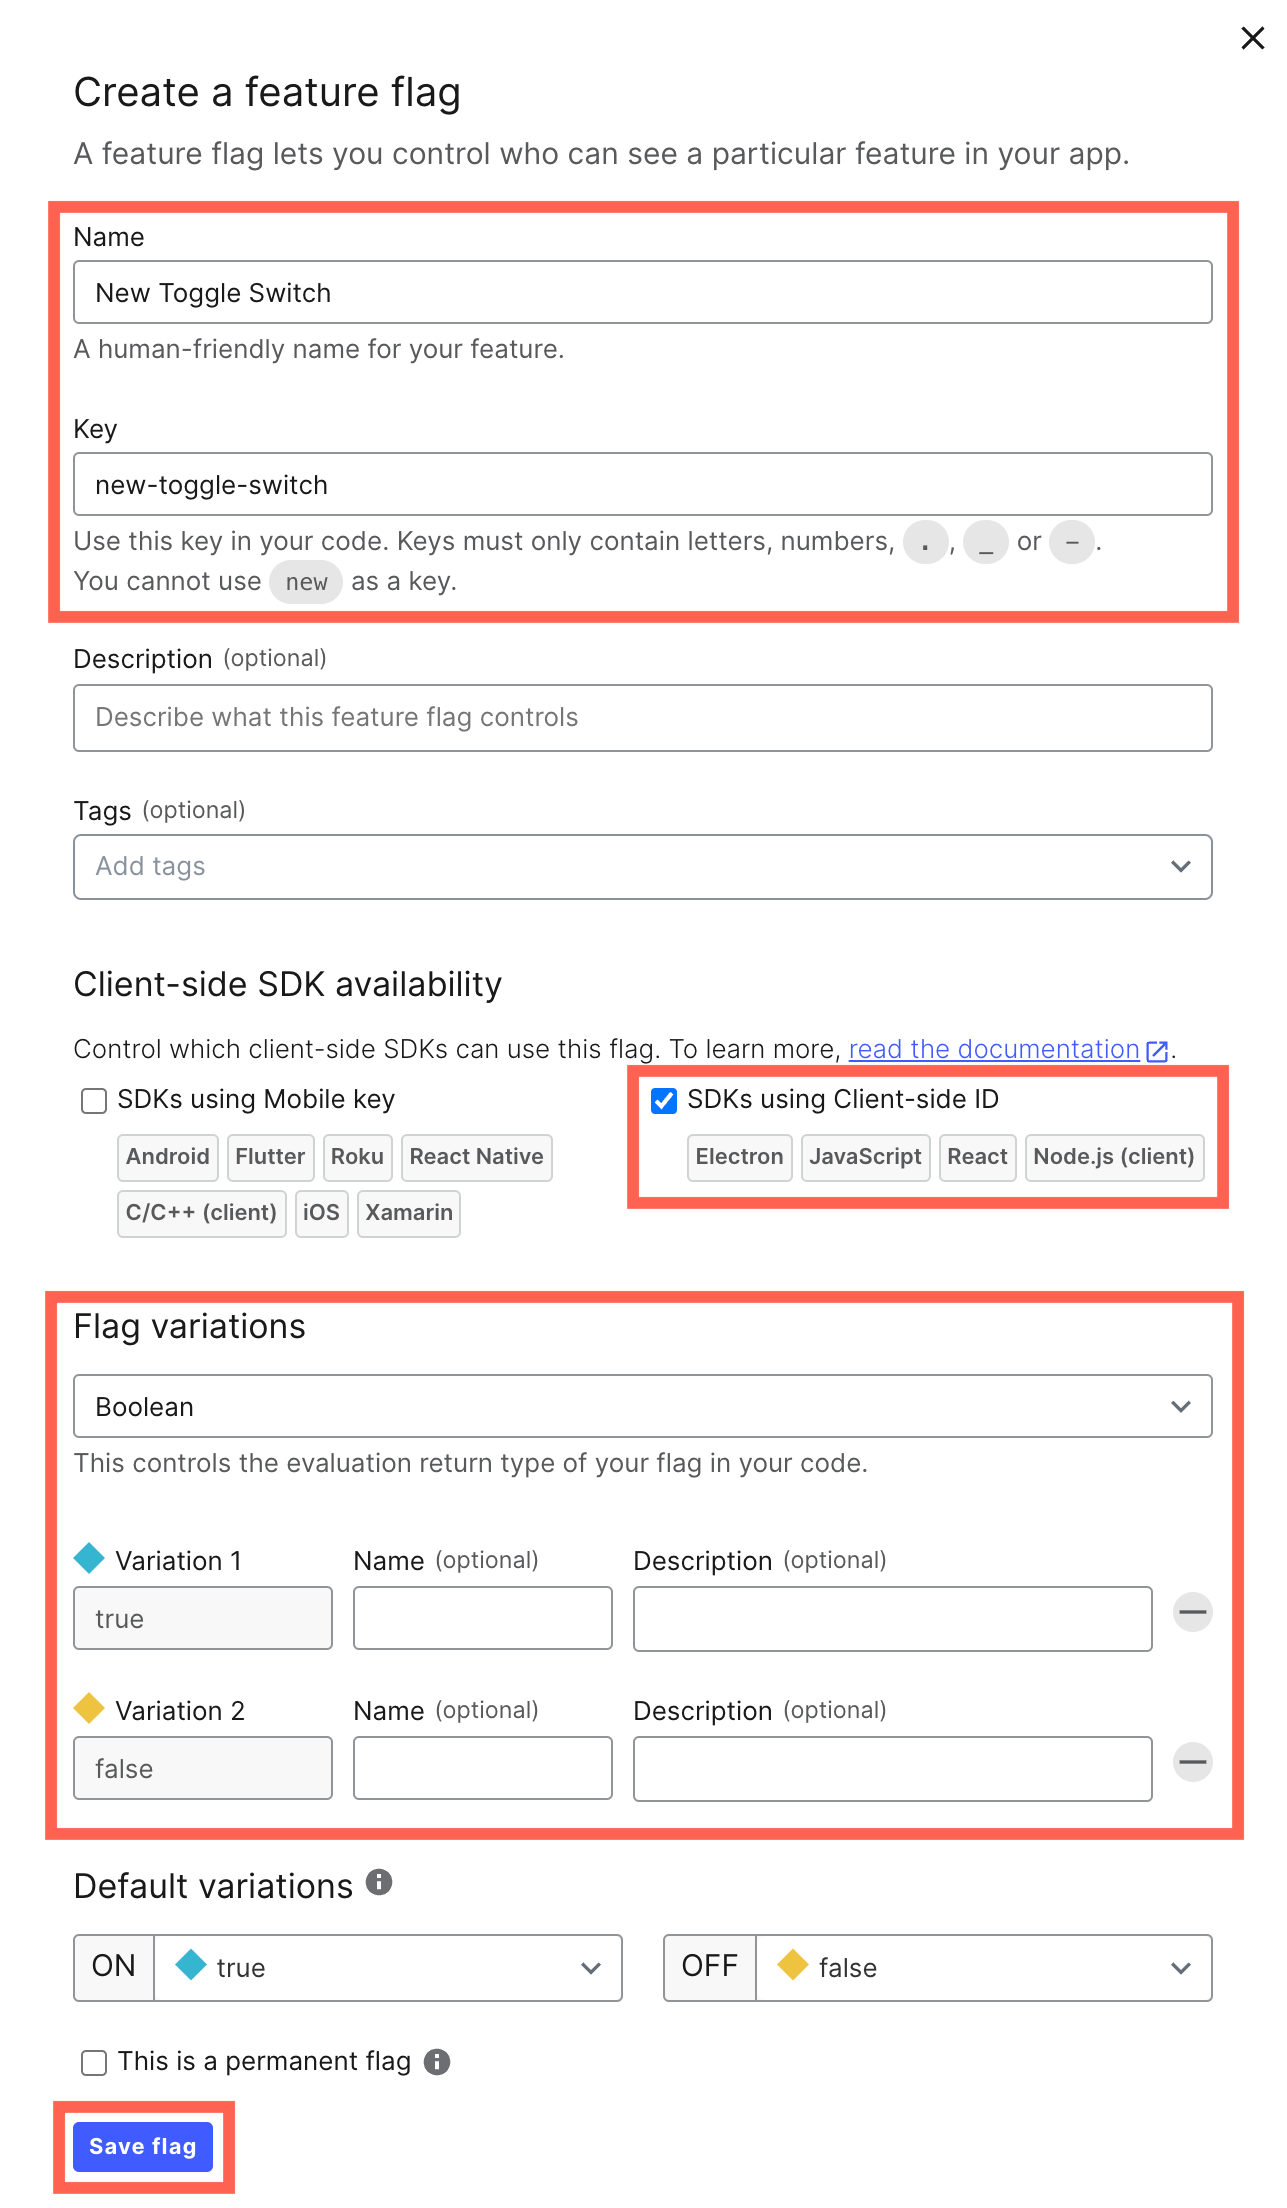 Create a feature flag
A feature flag lets you control who can see a particular feature in your app.
Name
New Toggle Switch
A human-friendly name for your feature.
Key
new-toggle-switch
Use this key in your code. Keys must only contain letters, numbers, . , _ or - .
You cannot use new as a key.
Description (optional)
Describe what this feature flag controls
Tags (optional)
Add tags
Client-side SDK availability
Control which client-side SDKs can use this flag. To learn more, read the documentation.
SDKs using Mobile key
Android Flutter Roku React Native
C/C++ (client) iOS Xamarin
SDKs using Client-side ID
Electron JavaScript React Node.js (client)
Flag variations
Boolean
This controls the evaluation return type of your flag in your code.
Variation 1 Name (optional) Description (optional)
true
Variation 2 Name (optional) Description (optional)
false
Default variations
ON true OFF false
This is a permanent flag
Save flag